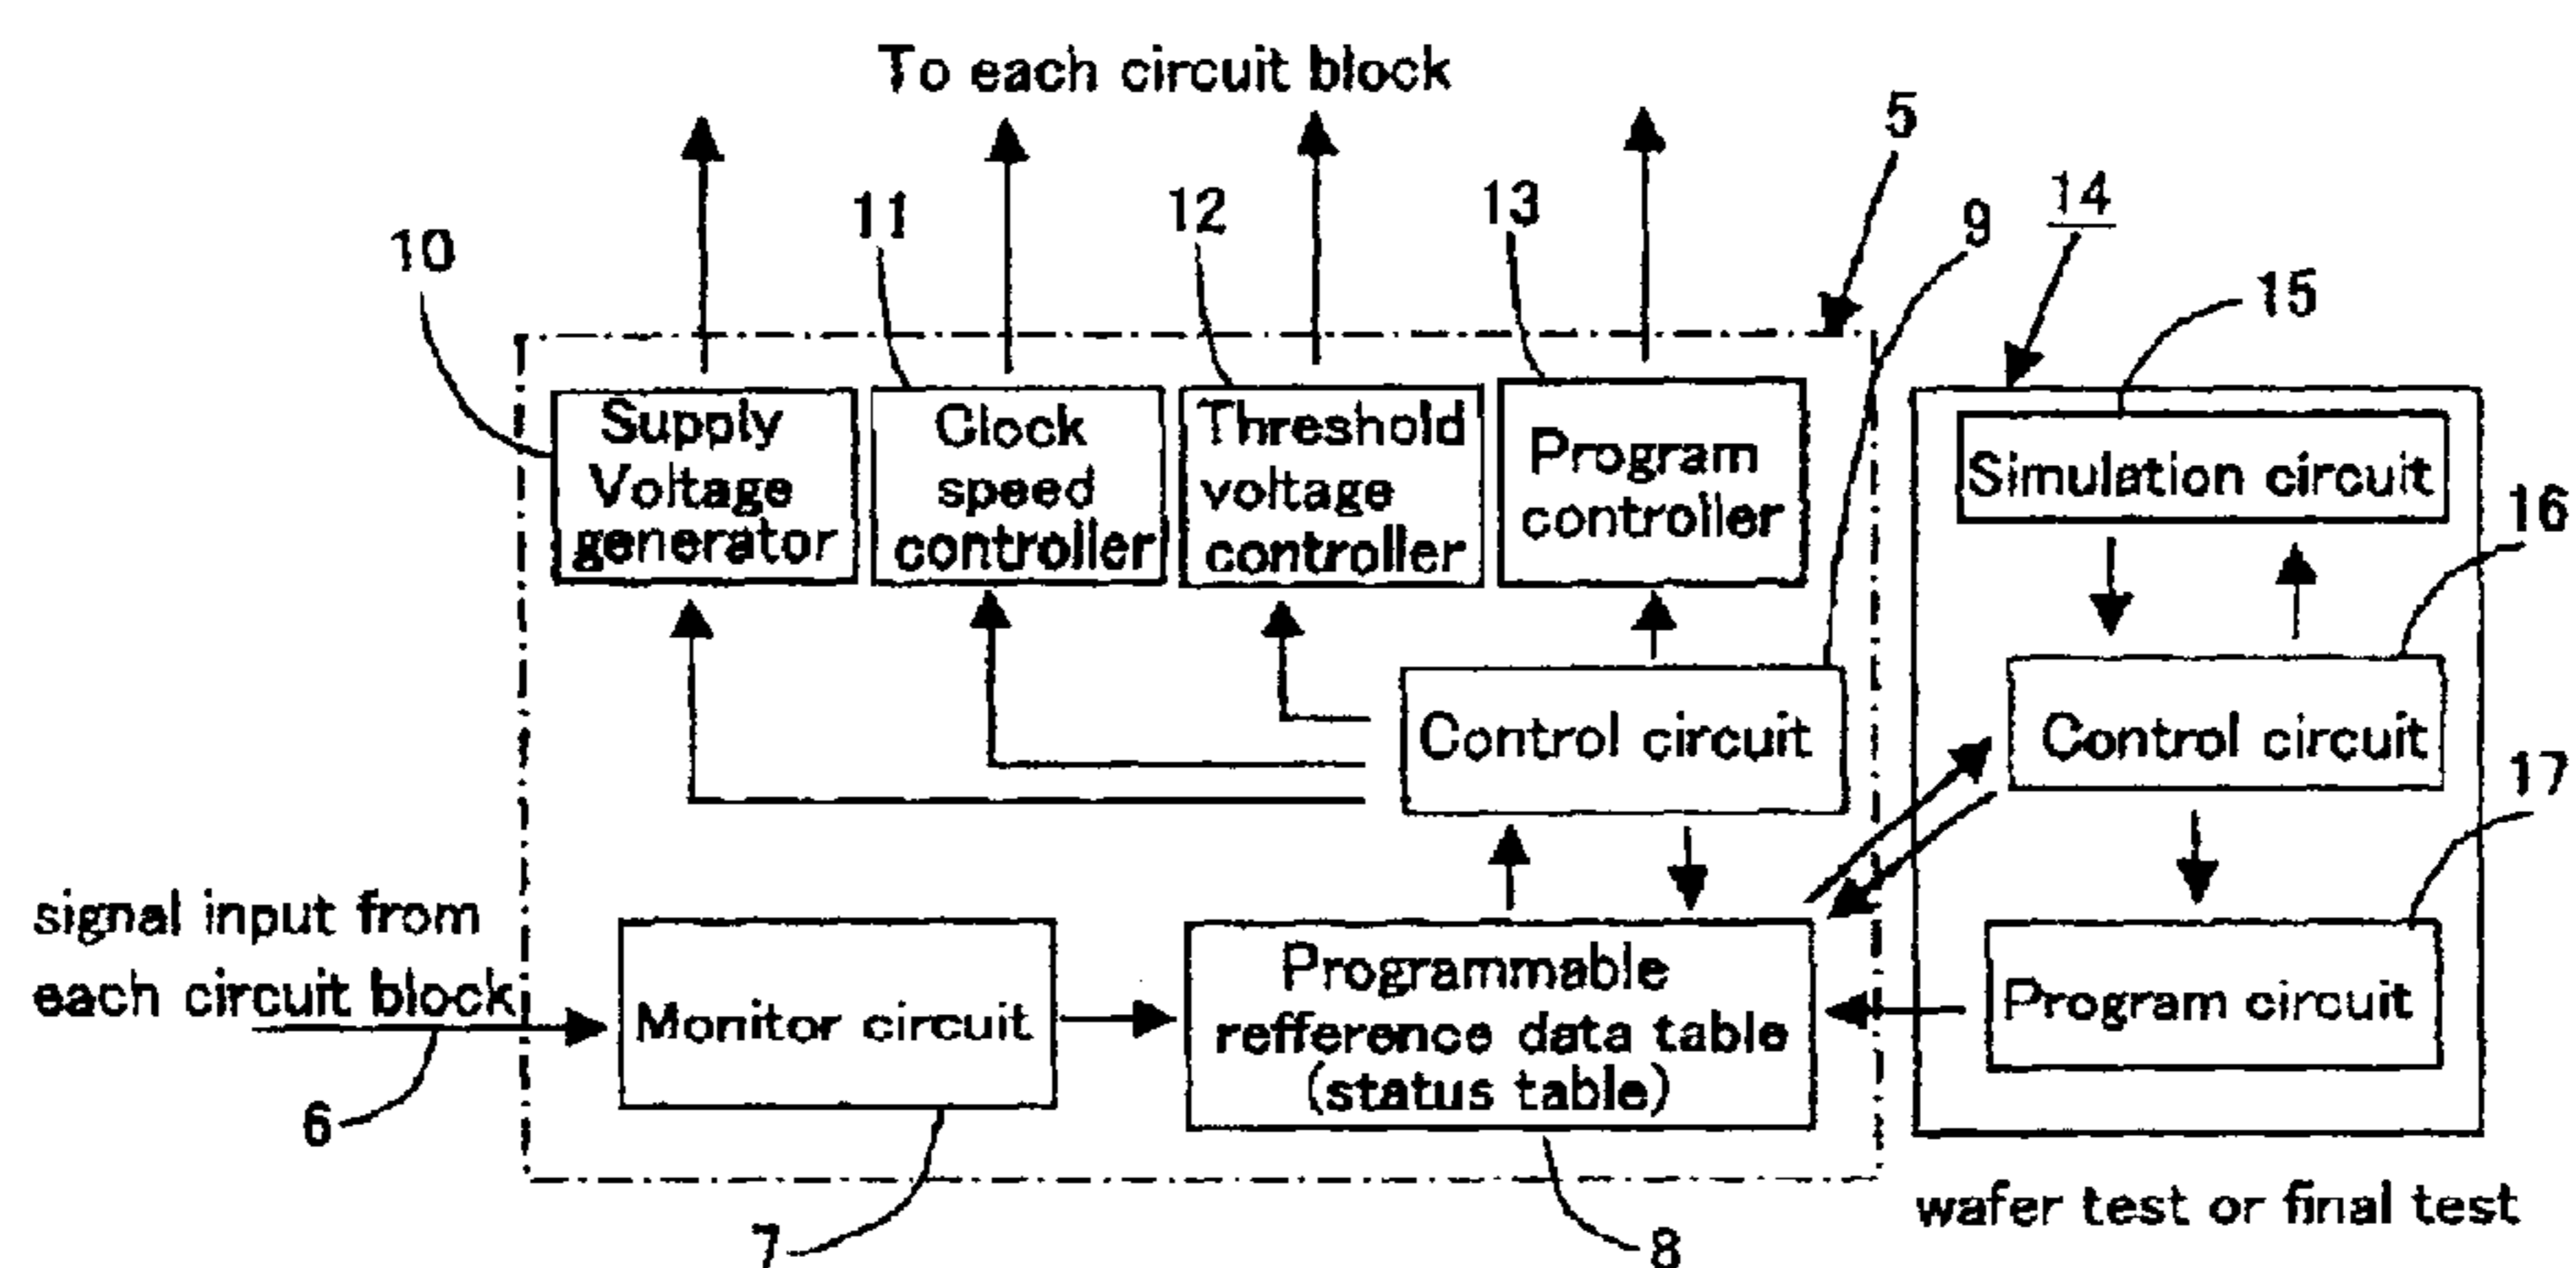 To each circuit block
5
10
11
12
13
9
14
15
Supply
Voltage
generator
Clock
speed
controller
Threshold
voltage
controller
Program
controller
Simulation circuit
16
Control circuit
Control circuit
17
signal input from
each circuit block
6
Monitor circuit
7
Programmable
refference data table
(status table)
8
Program circuit
wafer test or final test